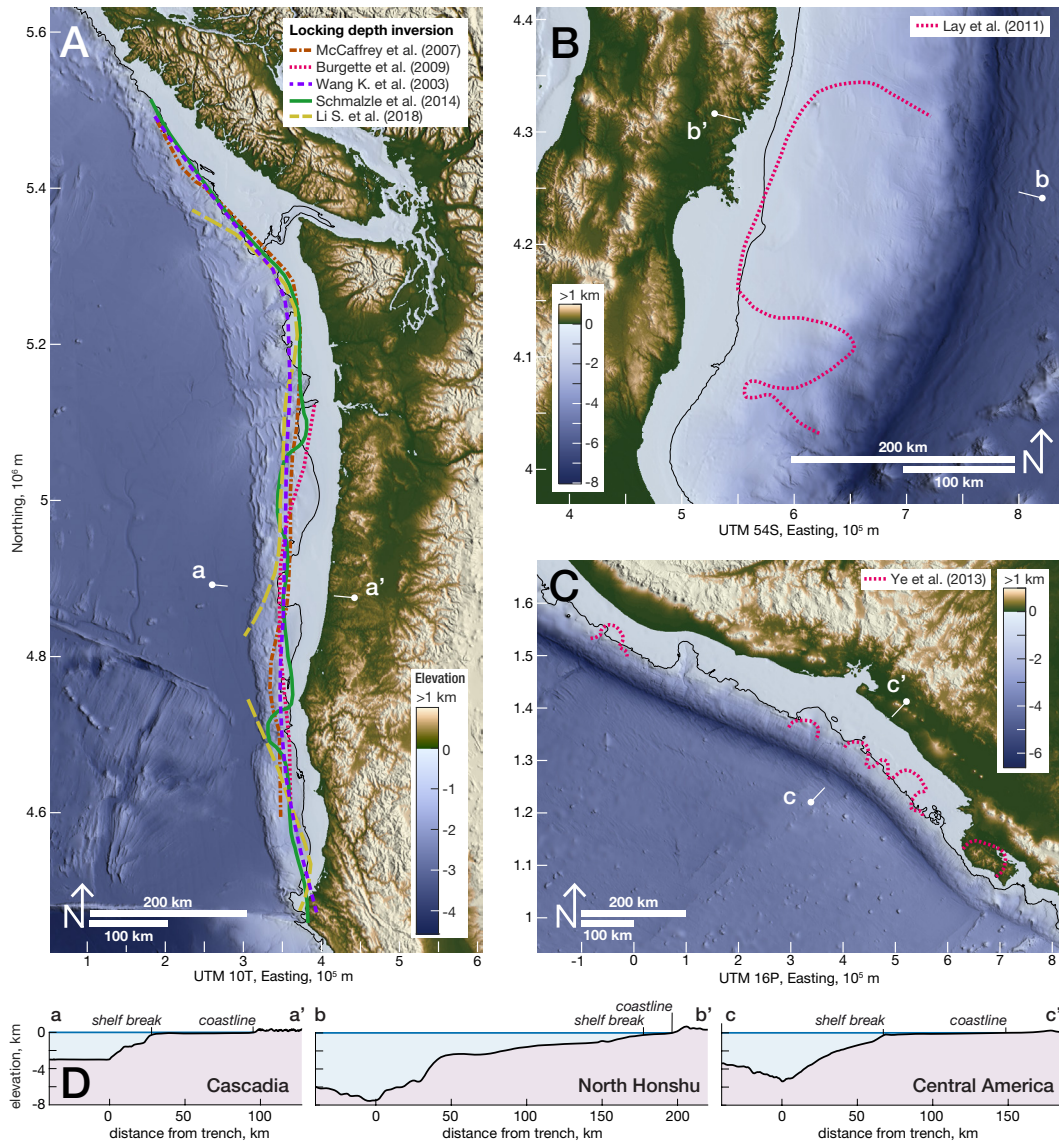 A
Locking depth inversion
McCaffrey et al. (2007)
Burgette et al. (2009)
Wang K. et al. (2003)
Schmalzle et al. (2014)
Li S. et al. (2018)
5.6
5.4
5.2
5
4.8
4.6
Northing, 10⁶ m
a
a’
Elevation
>1 km
0
-1
-2
-3
-4
N
200 km
100 km
1 2 3 4 5 6
UTM 10T, Easting, 10⁵ m
B
Lay et al. (2011)
4.4
4.3
4.2
4.1
4
b’
b
>1 km
0
-2
-4
-6
-8
200 km
100 km
N
4 5 6 7 8
UTM 54S, Easting, 10⁵ m
C
Ye et al. (2013)
1.6
1.5
1.4
1.3
1.2
1.1
1
c’
c
>1 km
0
-2
-4
-6
N
200 km
100 km
-1 0 1 2 3 4 5 6 7 8
UTM 16P, Easting, 10⁵ m
D
elevation, km
0
-4
-8
a a’
shelf break coastline
Cascadia
0 50 100
distance from trench, km
b b’
shelf break coastline
North Honshu
0 50 100 150 200
distance from trench, km
c c’
shelf break coastline
Central America
0 50 100 150
distance from trench, km